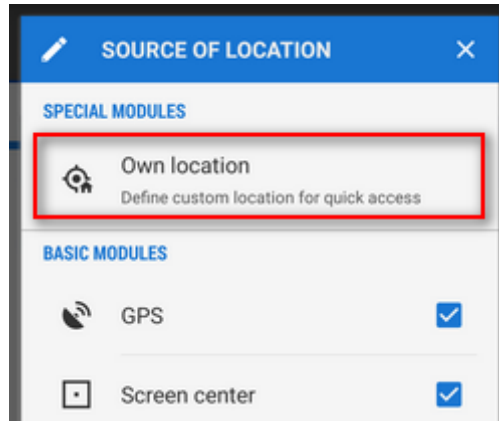 SOURCE OF LOCATION
SPECIAL MODULES
Own location
Define custom location for quick access
BASIC MODULES
GPS
Screen center